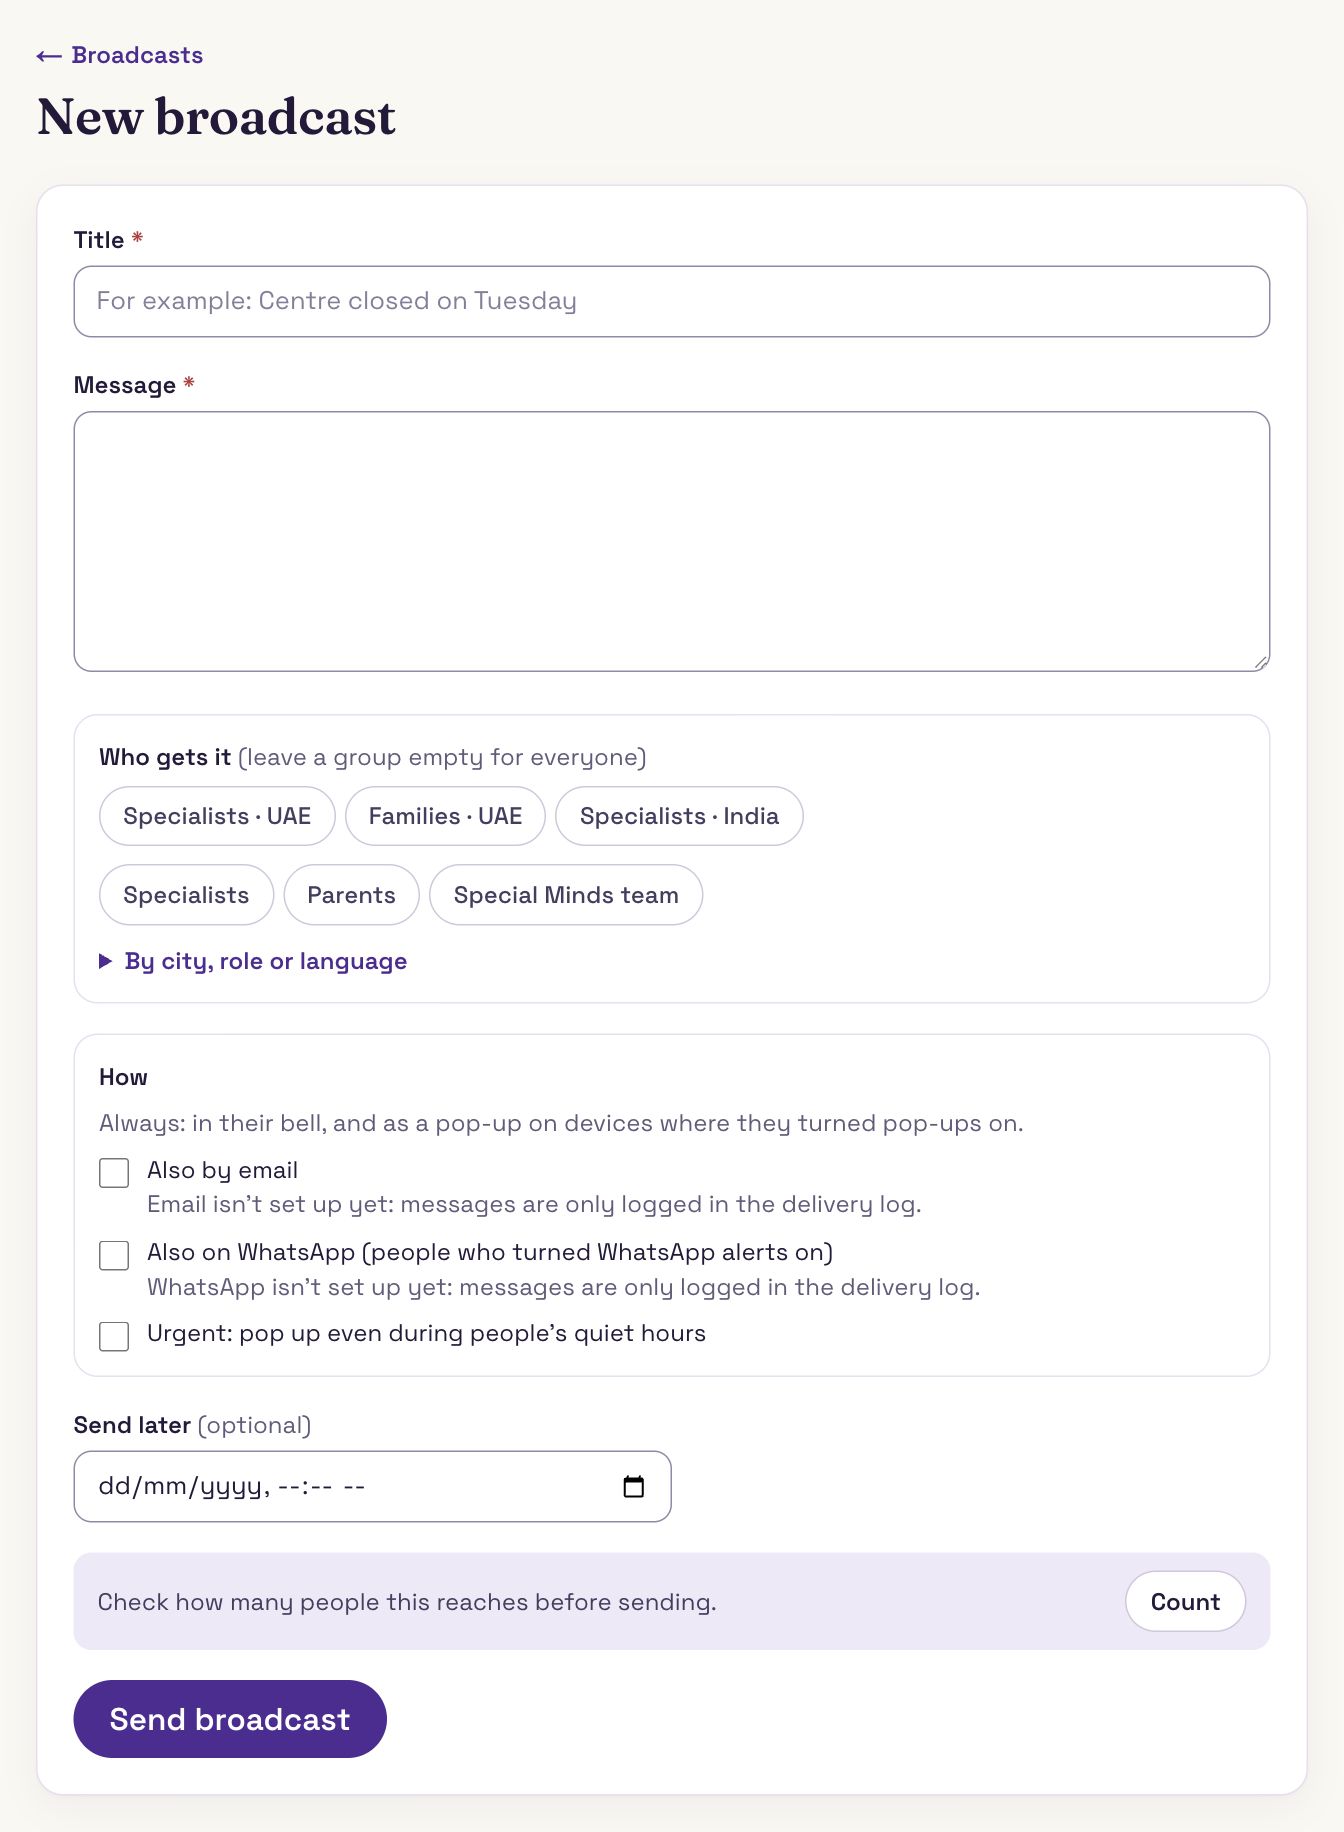 ← Broadcasts
New broadcast
Title *
For example: Centre closed on Tuesday
Message *
Who gets it (leave a group empty for everyone)
Specialists · UAE Families · UAE Specialists · India
Specialists Parents Special Minds team
▶ By city, role or language
How
Always: in their bell, and as a pop-up on devices where they turned pop-ups on.
Also by email
Email isn’t set up yet: messages are only logged in the delivery log.
Also on WhatsApp (people who turned WhatsApp alerts on)
WhatsApp isn’t set up yet: messages are only logged in the delivery log.
Urgent: pop up even during people’s quiet hours
Send later (optional)
dd/mm/yyyy, --:-- --
Check how many people this reaches before sending. Count
Send broadcast